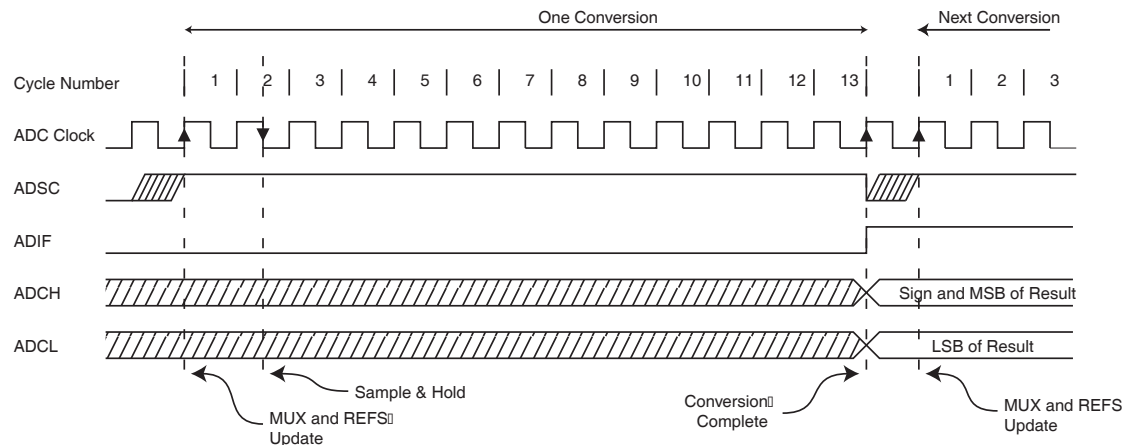 One Conversion
Next Conversion
Cycle Number 1 2 3 4 5 6 7 8 9 10 11 12 13 1 2 3
ADC Clock
ADSC
ADIF
ADCH
Sign and MSB of Result
ADCL
LSB of Result
MUX and REFS▯
Update
Sample & Hold
Conversion▯
Complete
MUX and REFS
Update